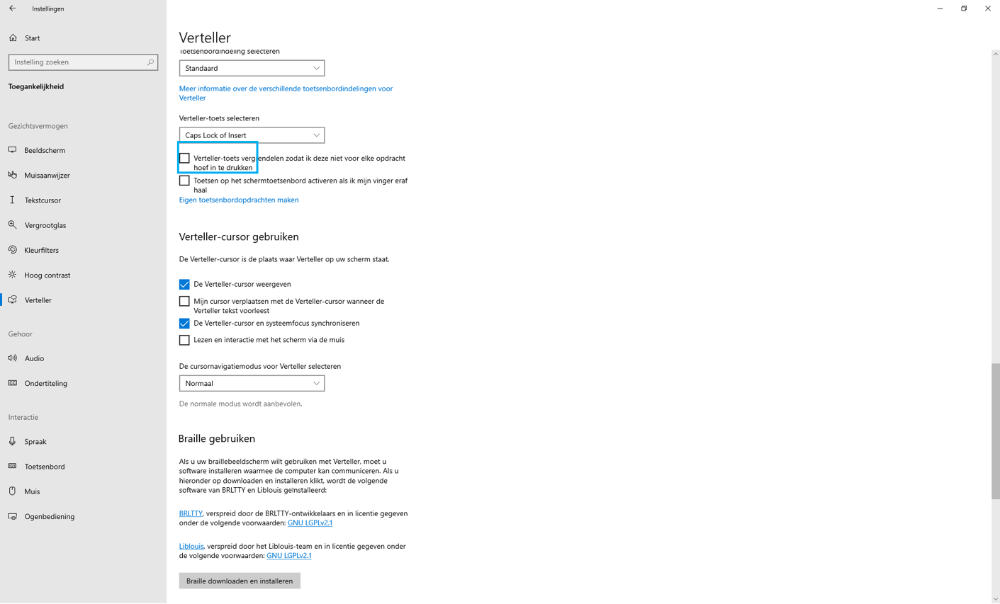 Instellingen
Start
Instelling zoeken
Toegankelijkheid
Gezichtsvermogen
Beeldscherm
Muisaanwijzer
Tekstcursor
Vergrootglas
Kleurfilters
Hoog contrast
Verteller
Gehoor
Audio
Ondertiteling
Interactie
Spraak
Toetsenbord
Muis
Ogenbediening
Verteller
Toetsenbordindeling selecteren
Standaard
Meer informatie over de verschillende toetsenbordindelingen voor
Verteller
Verteller-toets selecteren
Caps Lock of Insert
Verteller-toets vergrendelen zodat ik deze niet voor elke opdracht
hoef in te drukken
Toetsen op het schermtoetsenbord activeren als ik mijn vinger eraf
haal
Eigen toetsenbordopdrachten maken
Verteller-cursor gebruiken
De Verteller-cursor is de plaats waar Verteller op uw scherm staat.
De Verteller-cursor weergeven
Mijn cursor verplaatsen met de Verteller-cursor wanneer de
Verteller tekst voorleest
De Verteller-cursor en systeemfocus synchroniseren
Lezen en interactie met het scherm via de muis
De cursornavigatiemodus voor Verteller selecteren
Normaal
De normale modus wordt aanbevolen.
Braille gebruiken
Als u uw braillebeeldscherm wilt gebruiken met Verteller, moet u
software installeren waarmee de computer kan communiceren. Als u
hieronder op downloaden en installeren klikt, wordt de volgende
software van BRLTTY en Liblouis geïnstalleerd:
BRLTTY, verspreid door de BRLTTY-ontwikkelaars en in licentie gegeven
onder de volgende voorwaarden: GNU LGPLv2.1
Liblouis, verspreid door het Liblouis-team en in licentie gegeven onder
de volgende voorwaarden: GNU LGPLv2.1
Braille downloaden en installeren